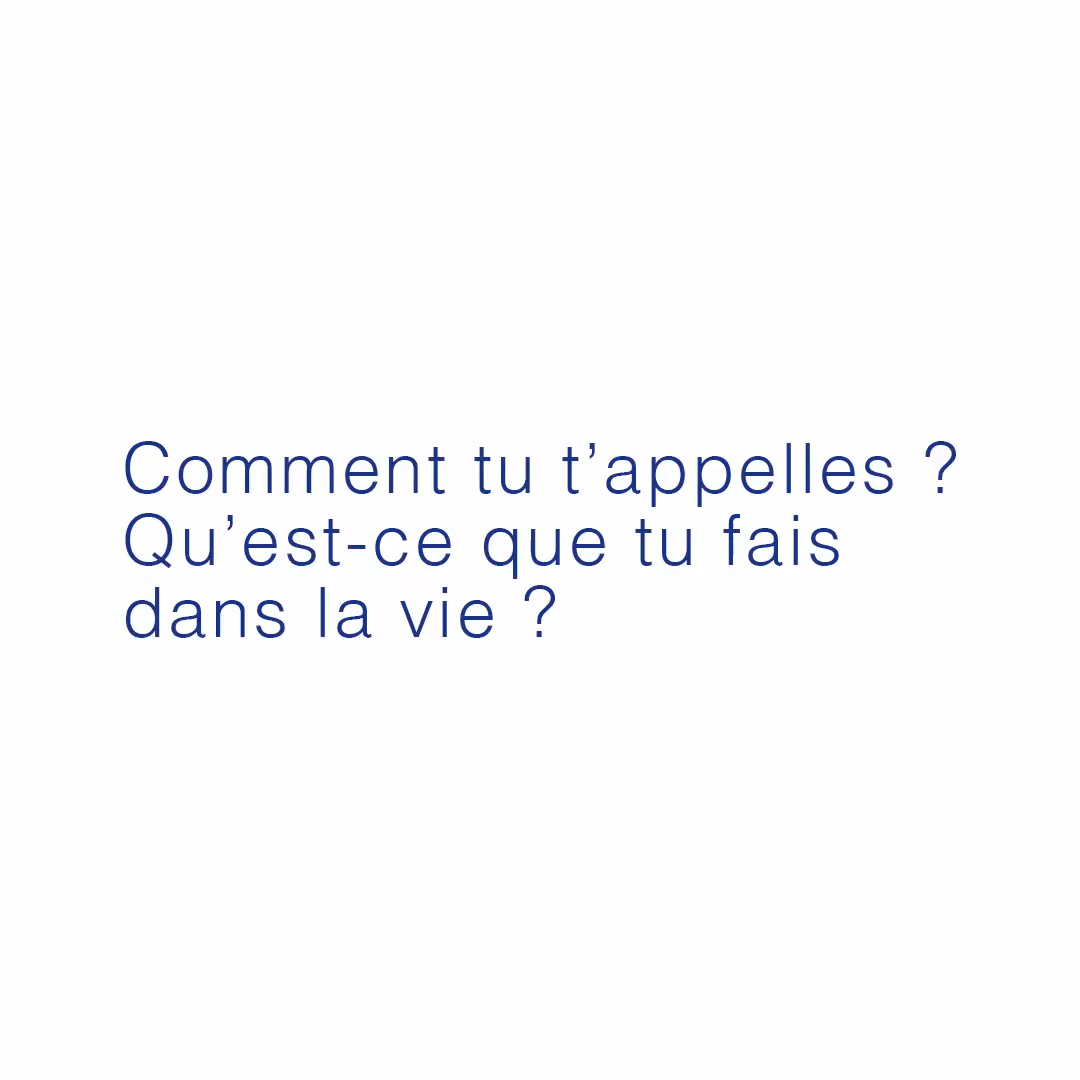 Comment tu t’appelles ?
Qu’est-ce que tu fais
dans la vie ?